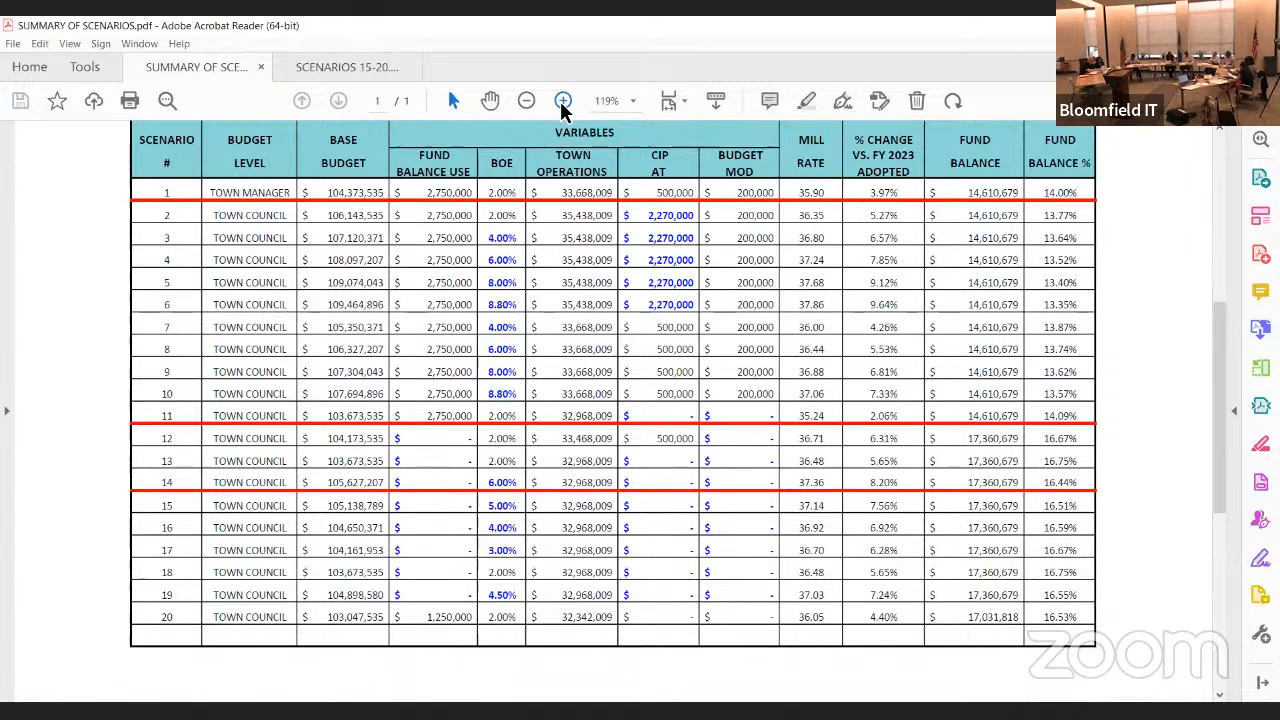 SUMMARY OF SCENARIOS.pdf - Adobe Acrobat Reader (64-bit)
File Edit View Sign Window Help
Home Tools SUMMARY OF SCE... × SCENARIOS 15-20....
1 / 1 119%
Bloomfield IT
SCENARIO # BUDGET LEVEL BASE BUDGET VARIABLES MILL RATE % CHANGE VS. FY 2023 ADOPTED FUND BALANCE FUND BALANCE %
FUND BALANCE USE BOE TOWN OPERATIONS CIP AT BUDGET MOD
1 TOWN MANAGER $ 104,373,535 $ 2,750,000 2.00% $ 33,668,009 $ 500,000 $ 200,000 35.90 3.97% $ 14,610,679 14.00%
2 TOWN COUNCIL $ 106,143,535 $ 2,750,000 2.00% $ 35,438,009 $ 2,270,000 $ 200,000 36.35 5.27% $ 14,610,679 13.77%
3 TOWN COUNCIL $ 107,120,371 $ 2,750,000 4.00% $ 35,438,009 $ 2,270,000 $ 200,000 36.80 6.57% $ 14,610,679 13.64%
4 TOWN COUNCIL $ 108,097,207 $ 2,750,000 6.00% $ 35,438,009 $ 2,270,000 $ 200,000 37.24 7.85% $ 14,610,679 13.52%
5 TOWN COUNCIL $ 109,074,043 $ 2,750,000 8.00% $ 35,438,009 $ 2,270,000 $ 200,000 37.68 9.12% $ 14,610,679 13.40%
6 TOWN COUNCIL $ 109,464,896 $ 2,750,000 8.80% $ 35,438,009 $ 2,270,000 $ 200,000 37.86 9.64% $ 14,610,679 13.35%
7 TOWN COUNCIL $ 105,350,371 $ 2,750,000 4.00% $ 33,668,009 $ 500,000 $ 200,000 36.00 4.26% $ 14,610,679 13.87%
8 TOWN COUNCIL $ 106,327,207 $ 2,750,000 6.00% $ 33,668,009 $ 500,000 $ 200,000 36.44 5.53% $ 14,610,679 13.74%
9 TOWN COUNCIL $ 107,304,043 $ 2,750,000 8.00% $ 33,668,009 $ 500,000 $ 200,000 36.88 6.81% $ 14,610,679 13.62%
10 TOWN COUNCIL $ 107,694,896 $ 2,750,000 8.80% $ 33,668,009 $ 500,000 $ 200,000 37.06 7.33% $ 14,610,679 13.57%
11 TOWN COUNCIL $ 103,673,535 $ 2,750,000 2.00% $ 32,968,009 $ - $ - 35.24 2.06% $ 14,610,679 14.09%
12 TOWN COUNCIL $ 104,173,535 $ - 2.00% $ 33,468,009 $ 500,000 $ - 36.71 6.31% $ 17,360,679 16.67%
13 TOWN COUNCIL $ 103,673,535 $ - 2.00% $ 32,968,009 $ - $ - 36.48 5.65% $ 17,360,679 16.75%
14 TOWN COUNCIL $ 105,627,207 $ - 6.00% $ 32,968,009 $ - $ - 37.36 8.20% $ 17,360,679 16.44%
15 TOWN COUNCIL $ 105,138,789 $ - 5.00% $ 32,968,009 $ - $ - 37.14 7.56% $ 17,360,679 16.51%
16 TOWN COUNCIL $ 104,650,371 $ - 4.00% $ 32,968,009 $ - $ - 36.92 6.92% $ 17,360,679 16.59%
17 TOWN COUNCIL $ 104,161,953 $ - 3.00% $ 32,968,009 $ - $ - 36.70 6.28% $ 17,360,679 16.67%
18 TOWN COUNCIL $ 103,673,535 $ - 2.00% $ 32,968,009 $ - $ - 36.48 5.65% $ 17,360,679 16.75%
19 TOWN COUNCIL $ 104,898,580 $ - 4.50% $ 32,968,009 $ - $ - 37.03 7.24% $ 17,360,679 16.55%
20 TOWN COUNCIL $ 103,047,535 $ 1,250,000 2.00% $ 32,342,009 $ - $ - 36.05 4.40% $ 17,031,818 16.53%
zoom